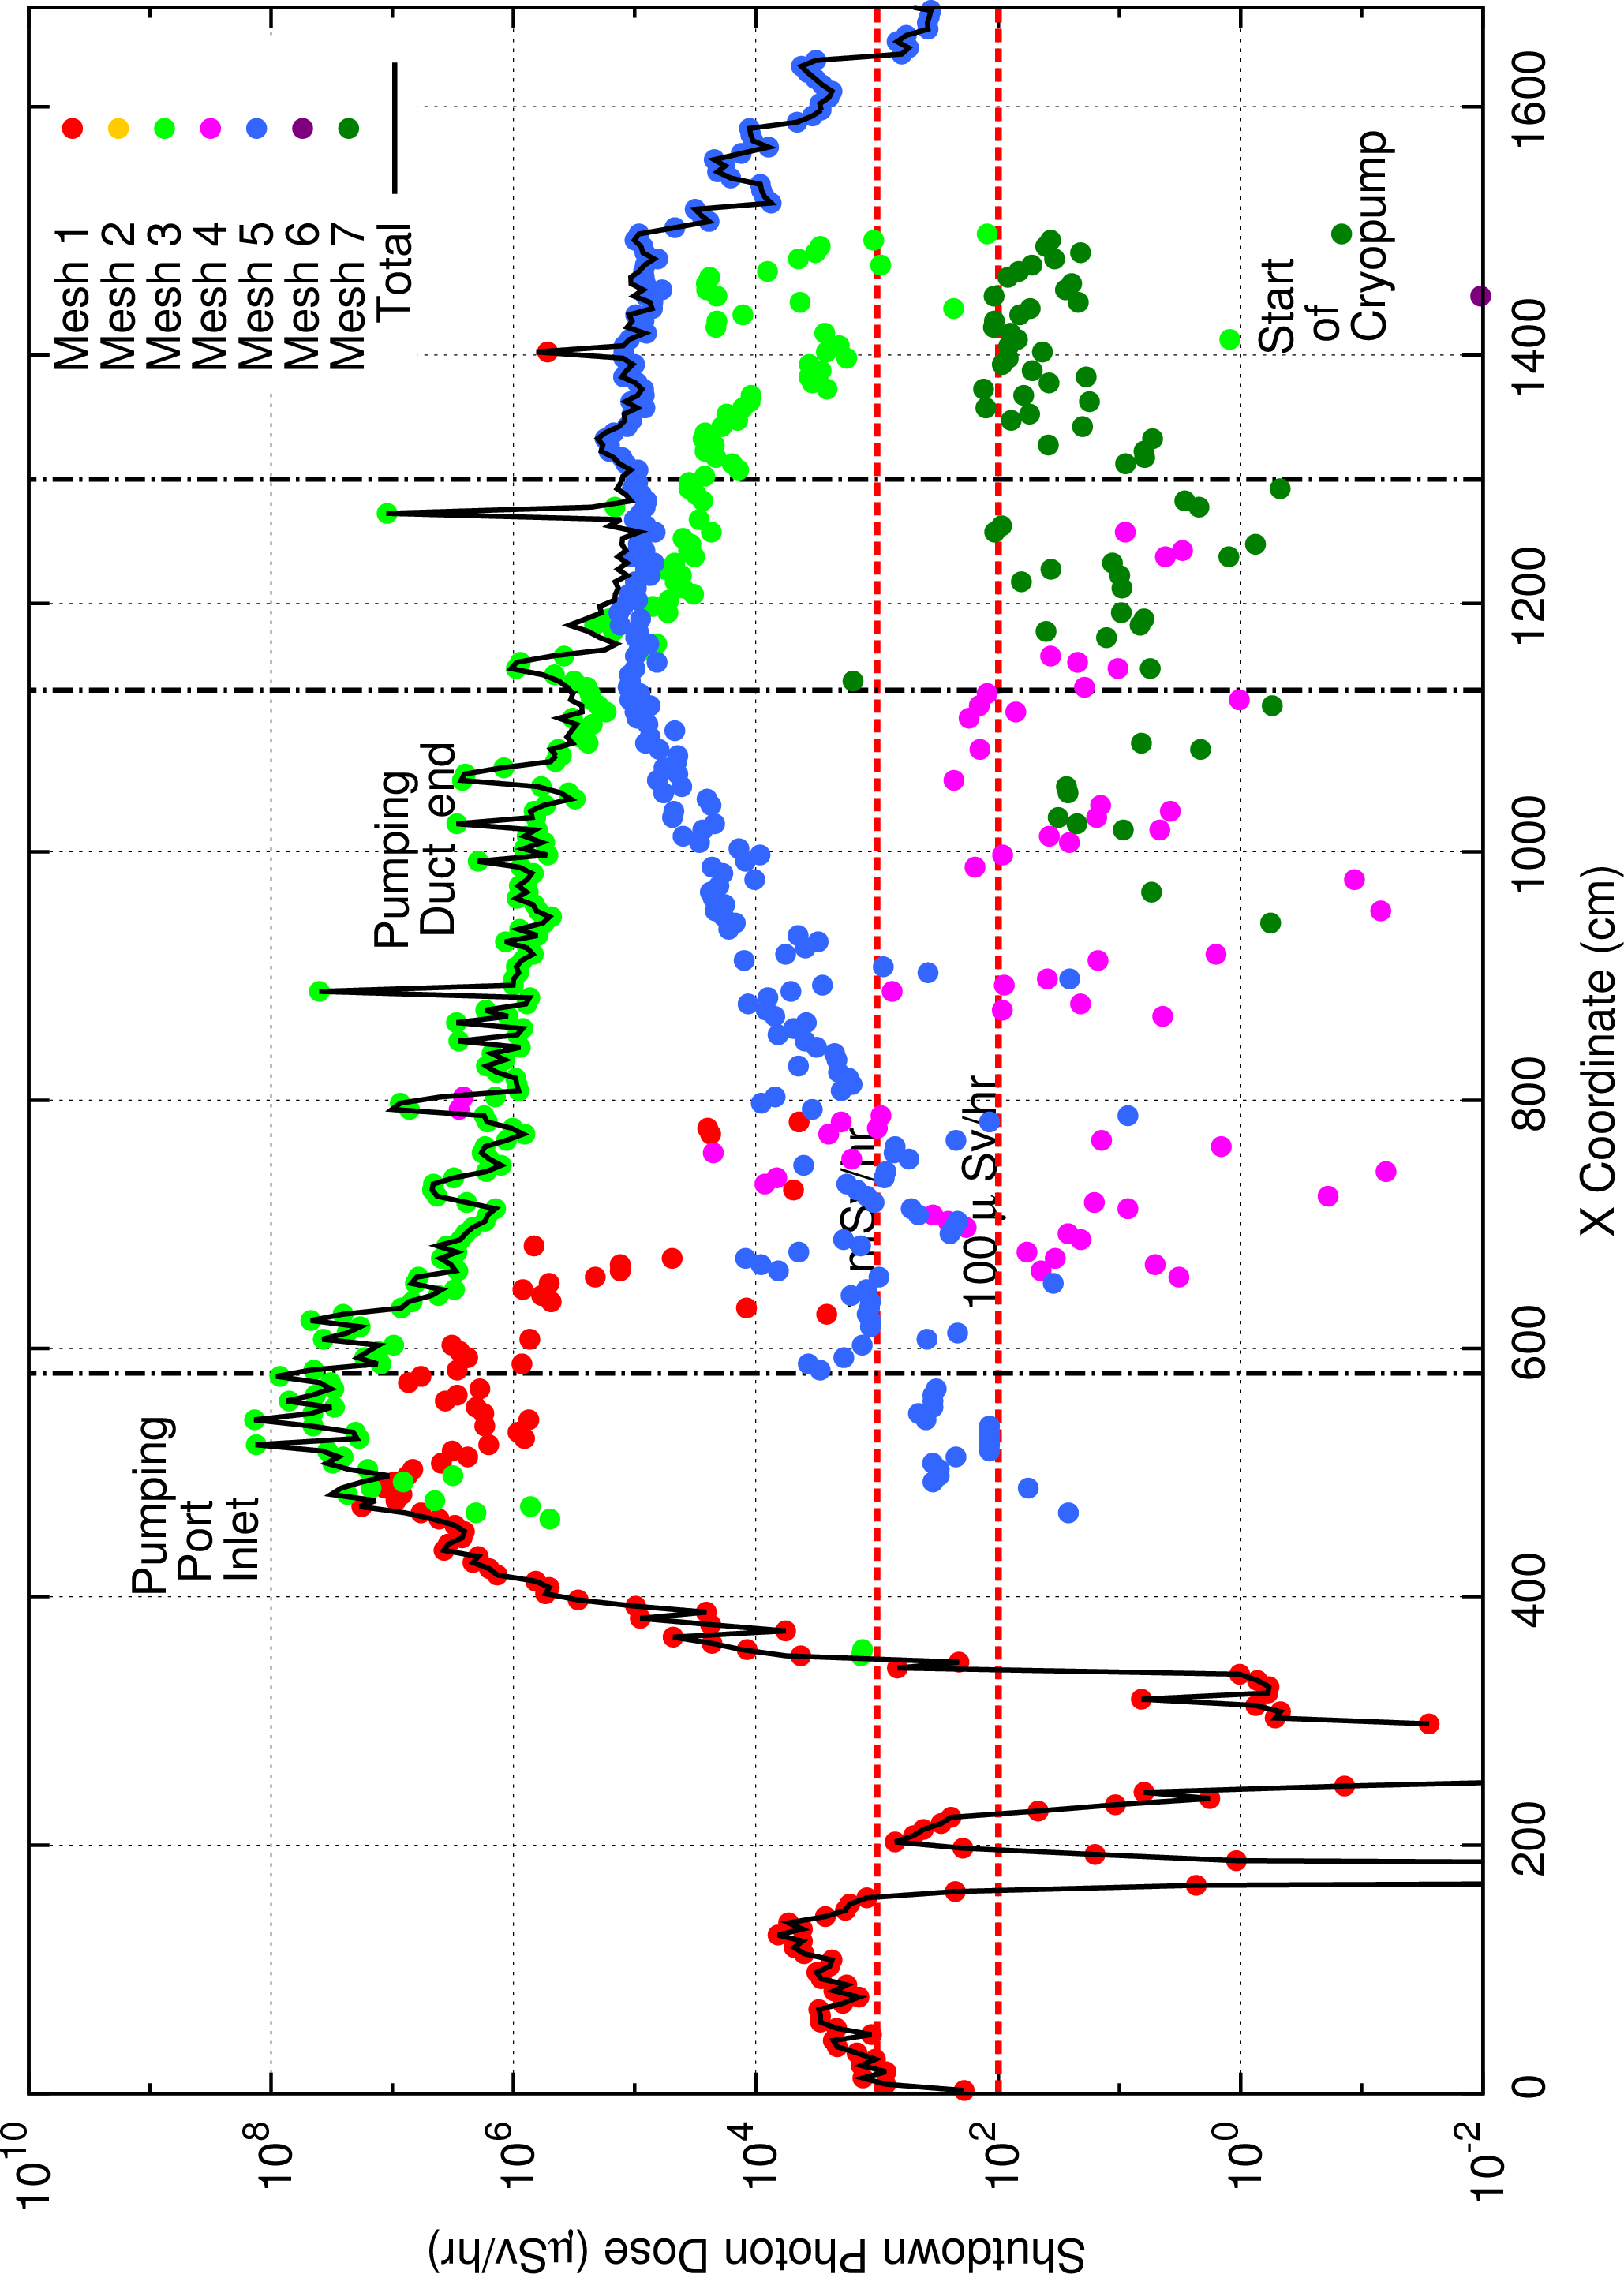 10^10
10^8
10^6
10^4
10^2
10^0
10^-2
Shutdown Photon Dose (μSv/hr)
0
200
400
600
800
1000
1200
1400
1600
X Coordinate (cm)
Pumping
Port
Inlet
Pumping
Duct end
Start
of
Cryopump
mSv/hr
100 μ Sv/hr
Mesh 1
Mesh 2
Mesh 3
Mesh 4
Mesh 5
Mesh 6
Mesh 7
Total